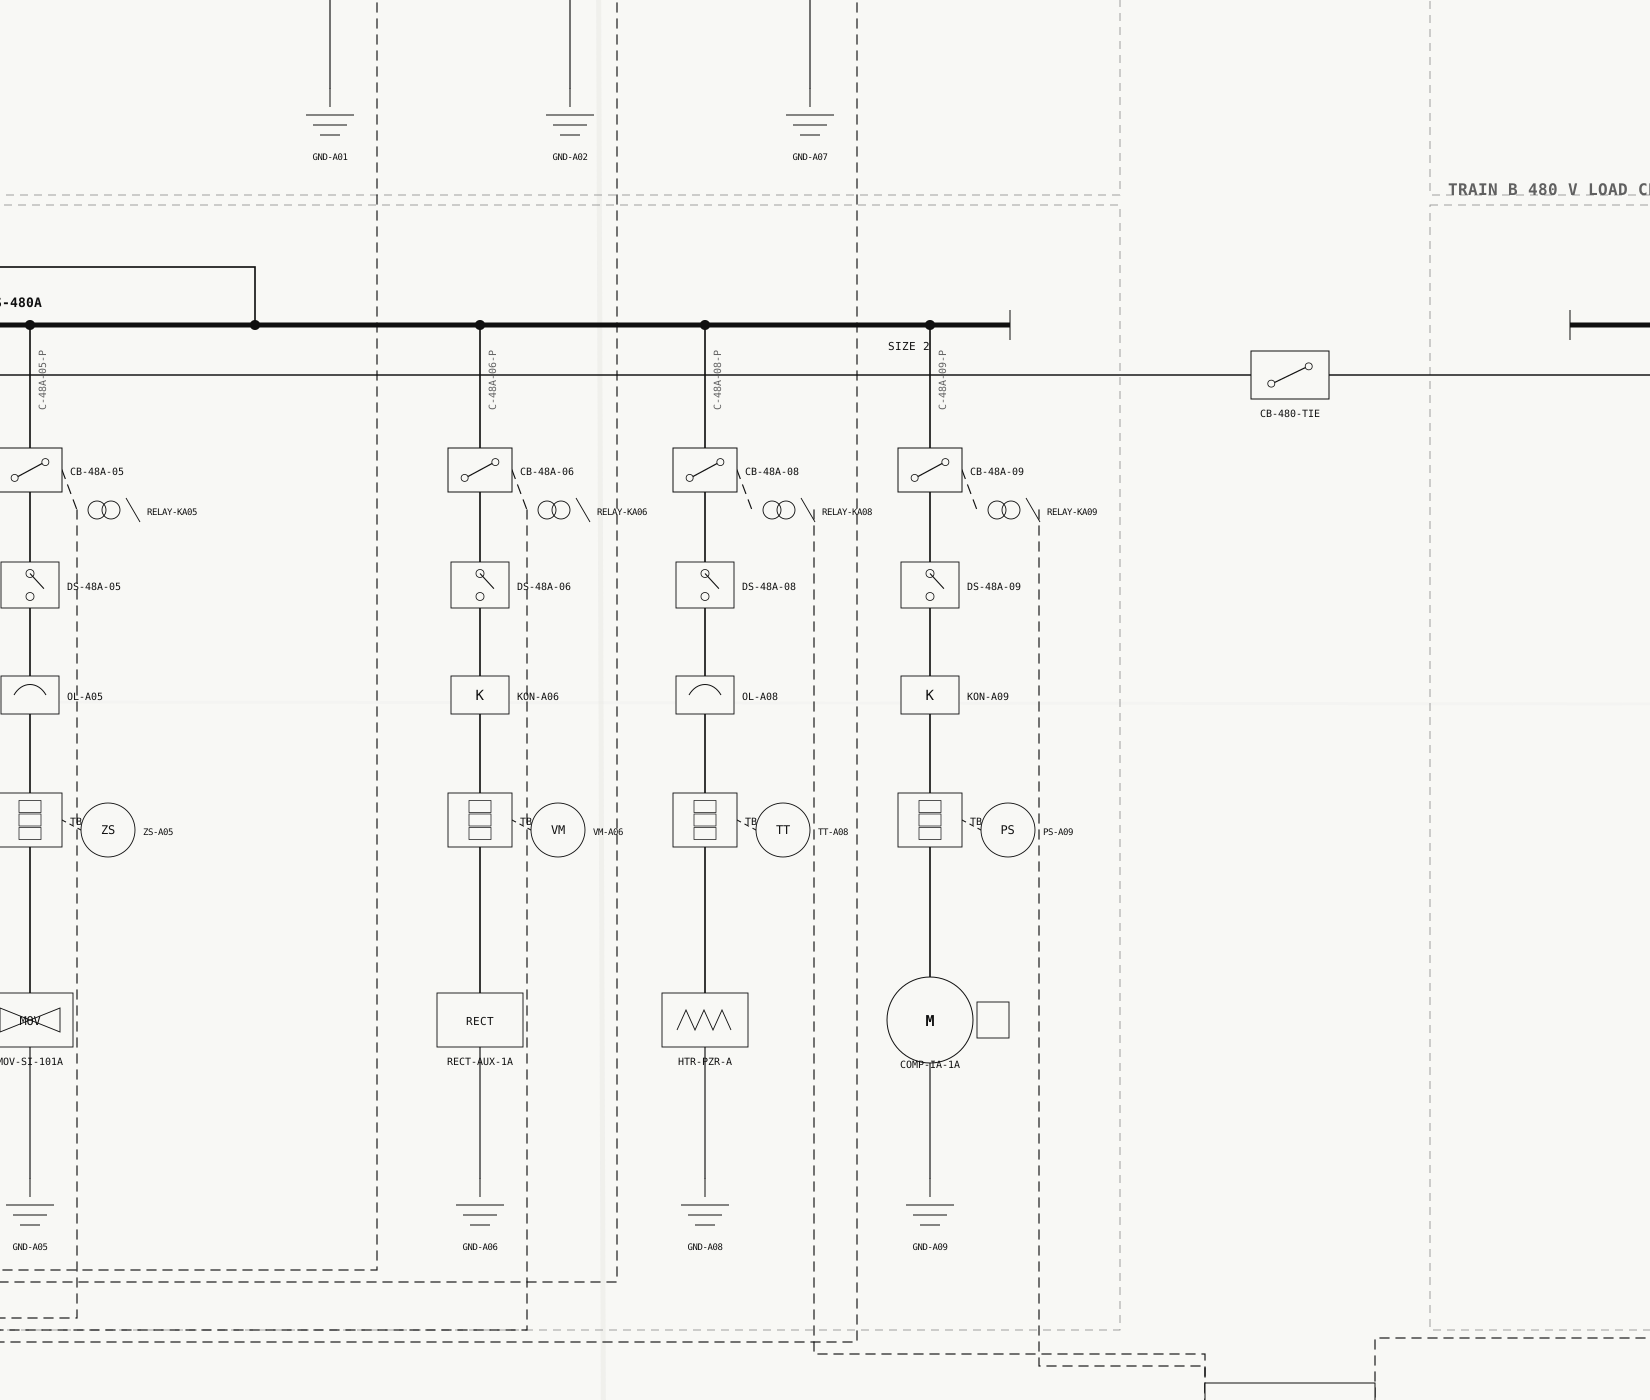 GND-A01
GND-A02
GND-A07
TRAIN B 480 V LOAD
S-480A
SIZE 2
C-48A-05-P
C-48A-06-P
C-48A-08-P
C-48A-09-P
CB-480-TIE
CB-48A-05
CB-48A-06
CB-48A-08
CB-48A-09
RELAY-KA05
RELAY-KA06
RELAY-KA08
RELAY-KA09
DS-48A-05
DS-48A-06
DS-48A-08
DS-48A-09
OL-A05
K
KON-A06
OL-A08
K
KON-A09
TB
ZS
ZS-A05
TB
VM
VM-A06
TB
TT
TT-A08
TB
PS
PS-A09
MOV
RECT
M
MOV-SI-101A
RECT-AUX-1A
HTR-PZR-A
COMP-IA-1A
GND-A05
GND-A06
GND-A08
GND-A09